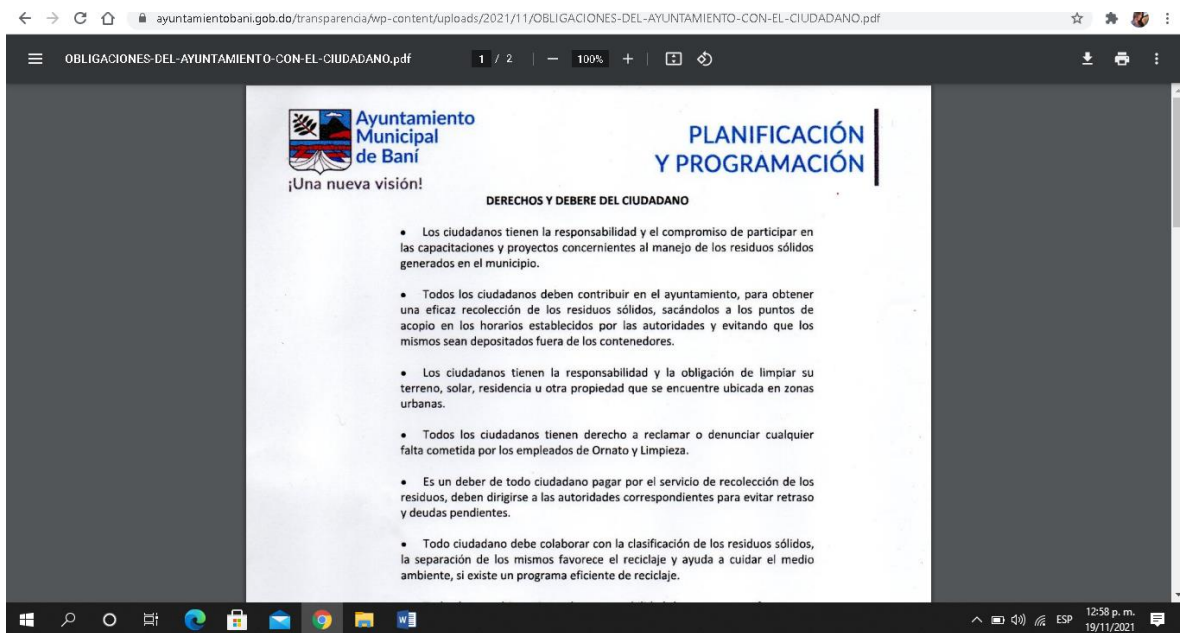 ayuntamientobani.gob.do/transparencia/wp-content/uploads/2021/11/OBLIGACIONES-DEL-AYUNTAMIENTO-CON-EL-CIUDADANO.pdf
OBLIGACIONES-DEL-AYUNTAMIENTO-CON-EL-CIUDADANO.pdf
1 / 2
100%
Ayuntamiento
Municipal
de Baní
¡Una nueva visión!
PLANIFICACIÓN
Y PROGRAMACIÓN
DERECHOS Y DEBERE DEL CIUDADANO
• Los ciudadanos tienen la responsabilidad y el compromiso de participar en
las capacitaciones y proyectos concernientes al manejo de los residuos sólidos
generados en el municipio.
• Todos los ciudadanos deben contribuir en el ayuntamiento, para obtener
una eficaz recolección de los residuos sólidos, sacándolos a los puntos de
acopio en los horarios establecidos por las autoridades y evitando que los
mismos sean depositados fuera de los contenedores.
• Los ciudadanos tienen la responsabilidad y la obligación de limpiar su
terreno, solar, residencia u otra propiedad que se encuentre ubicada en zonas
urbanas.
• Todos los ciudadanos tienen derecho a reclamar o denunciar cualquier
falta cometida por los empleados de Ornato y Limpieza.
• Es un deber de todo ciudadano pagar por el servicio de recolección de los
residuos, deben dirigirse a las autoridades correspondientes para evitar retraso
y deudas pendientes.
• Todo ciudadano debe colaborar con la clasificación de los residuos sólidos,
la separación de los mismos favorece el reciclaje y ayuda a cuidar el medio
ambiente, si existe un programa eficiente de reciclaje.
ESP
12:58 p. m.
19/11/2021